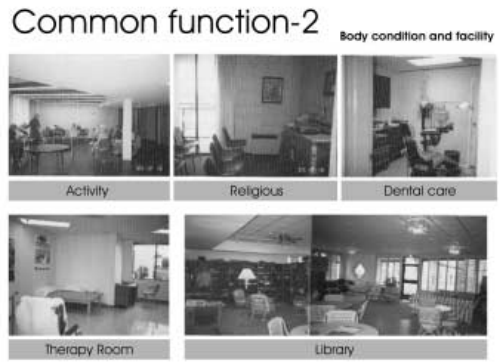 Common function-2
Body condition and facility
Activity
Religious
Dental care
Therapy Room
Library